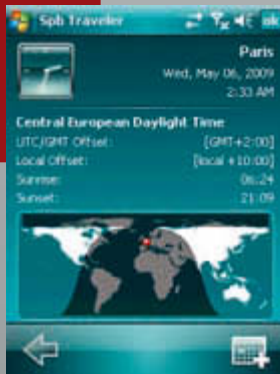 Spb Traveler
ok
Paris
Wed, May 06, 2009
2:33 AM
Central European Daylight Time
UTC/GMT Offset: [GMT+2:00]
Local Offset: [local +10:00]
Sunrise: 06:24
Sunset: 21:09